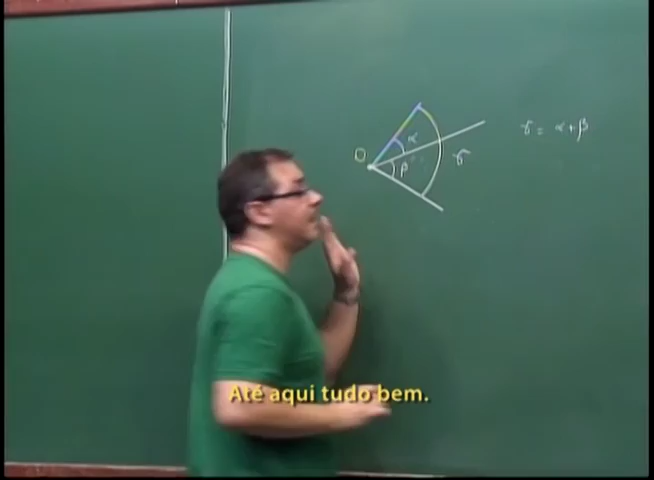 O
α
β
γ
γ = α + β
Até aqui tudo bem.